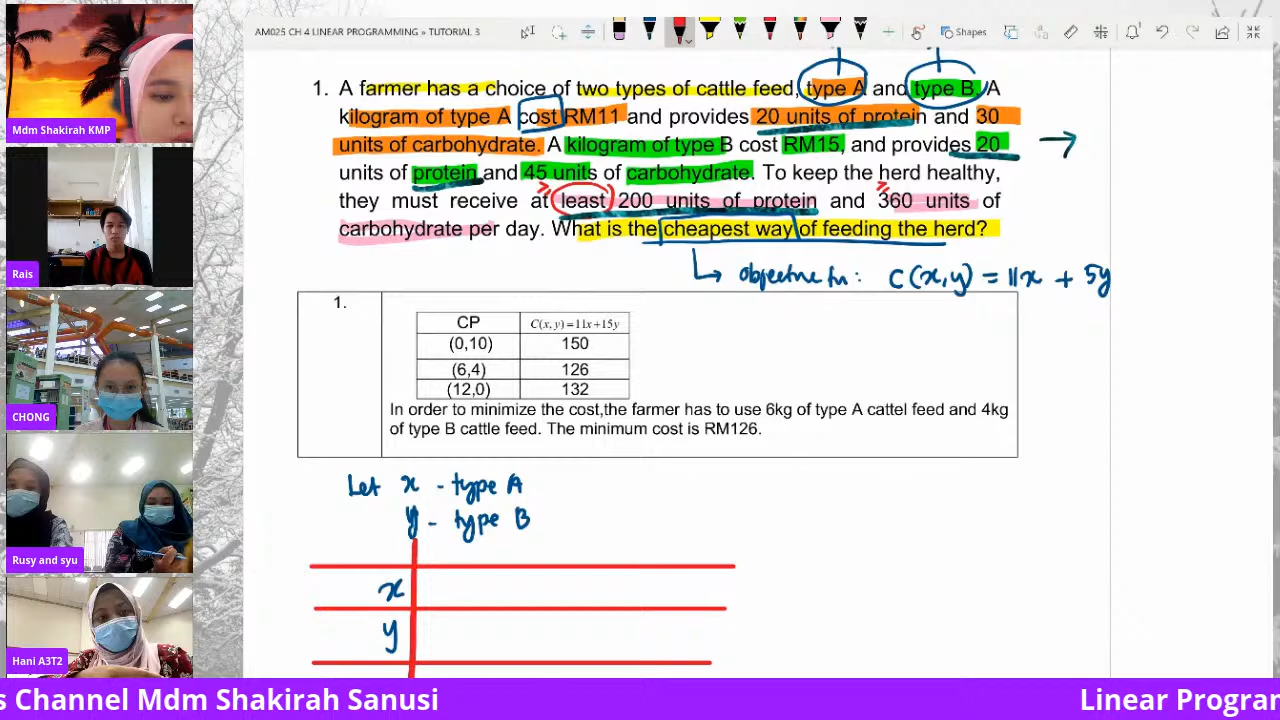 AM025 CH 4 LINEAR PROGRAMMING » TUTORIAL 3
Shapes
1. A farmer has a choice of two types of cattle feed, type A and type B. A
kilogram of type A cost RM11 and provides 20 units of protein and 30
units of carbohydrate. A kilogram of type B cost RM15, and provides 20
units of protein and 45 units of carbohydrate. To keep the herd healthy,
they must receive at least 200 units of protein and 360 units of
carbohydrate per day. What is the cheapest way of feeding the herd?
objective fn: C(x,y) = 11x + 5y
1.
CP C(x, y)=11x+15y
(0,10) 150
(6,4) 126
(12,0) 132
In order to minimize the cost,the farmer has to use 6kg of type A cattel feed and 4kg
of type B cattle feed. The minimum cost is RM126.
Let x - type A
y - type B
x
y
Mdm Shakirah KMP
Rais
CHONG
Rusy and syu
Hani A3T2
s Channel Mdm Shakirah Sanusi
Linear Prograr